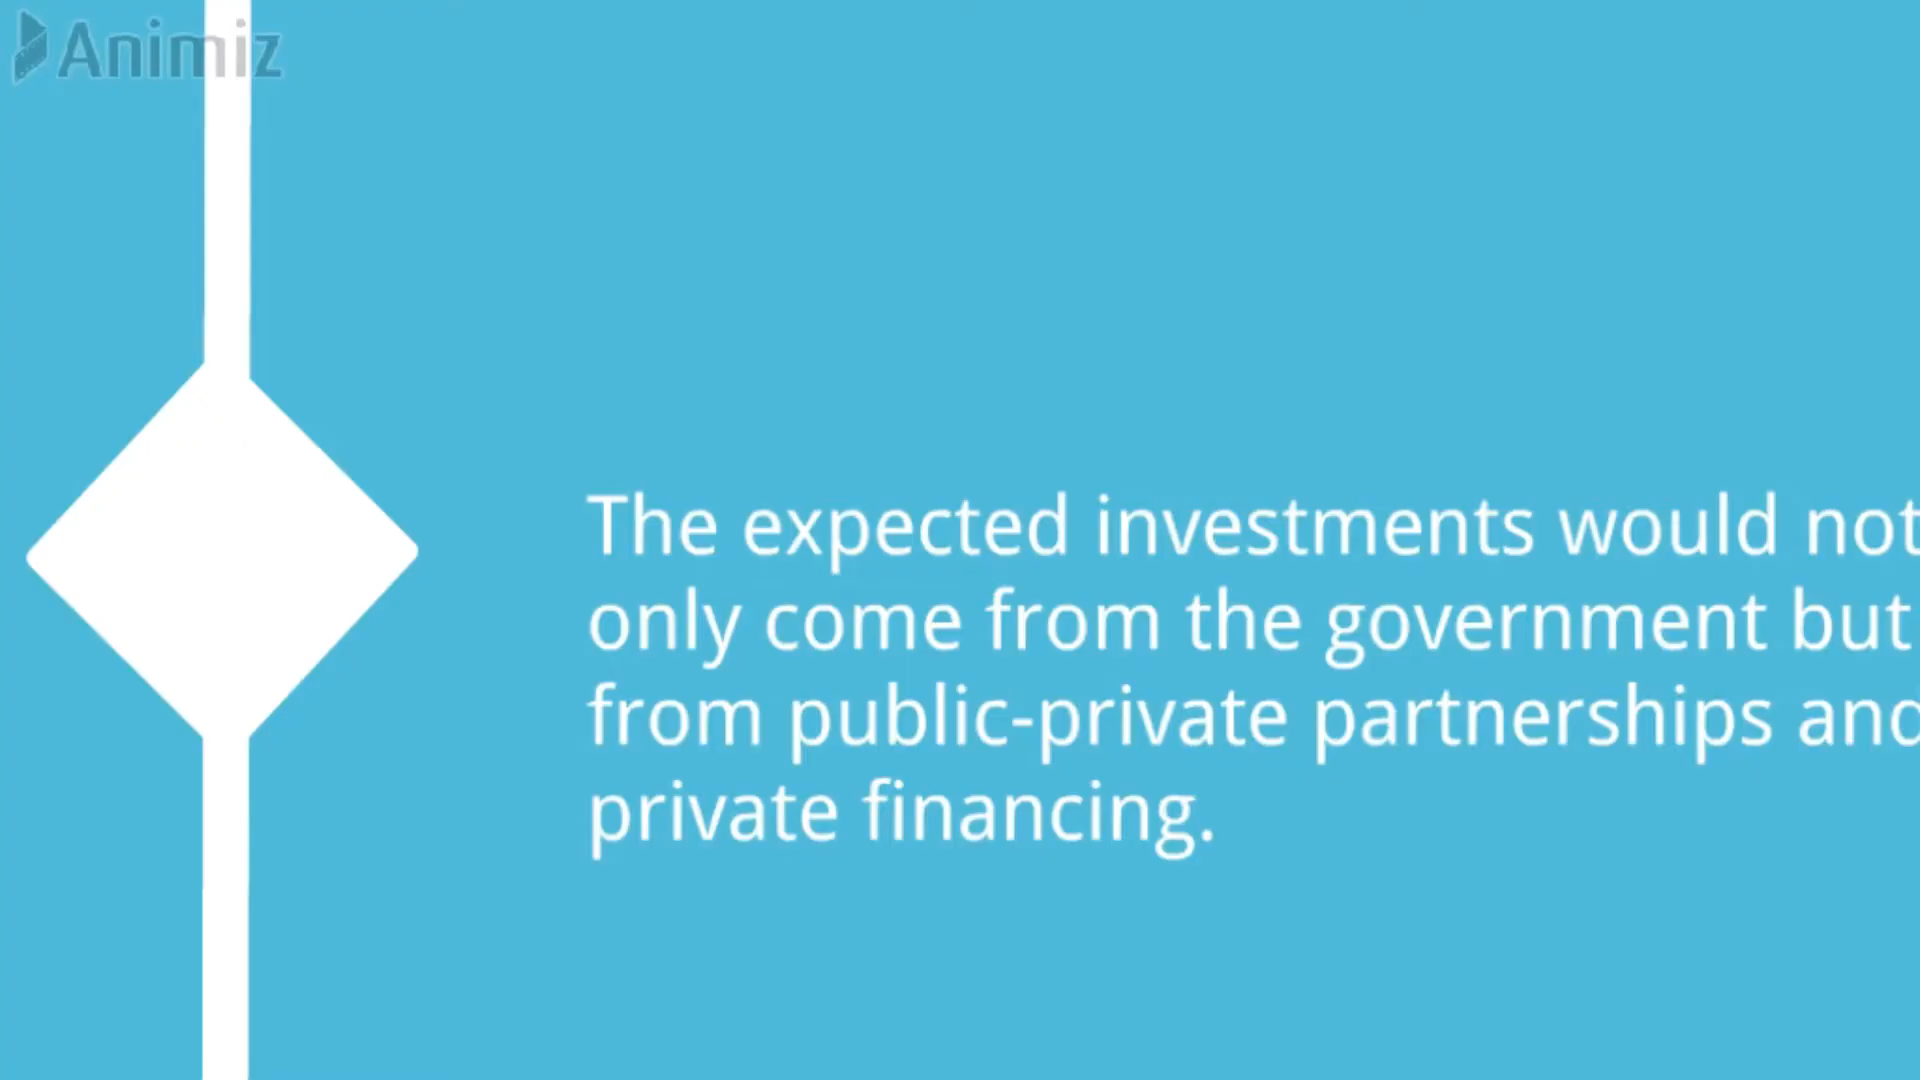 Animiz
The expected investments would not
only come from the government but
from public-private partnerships and
private financing.